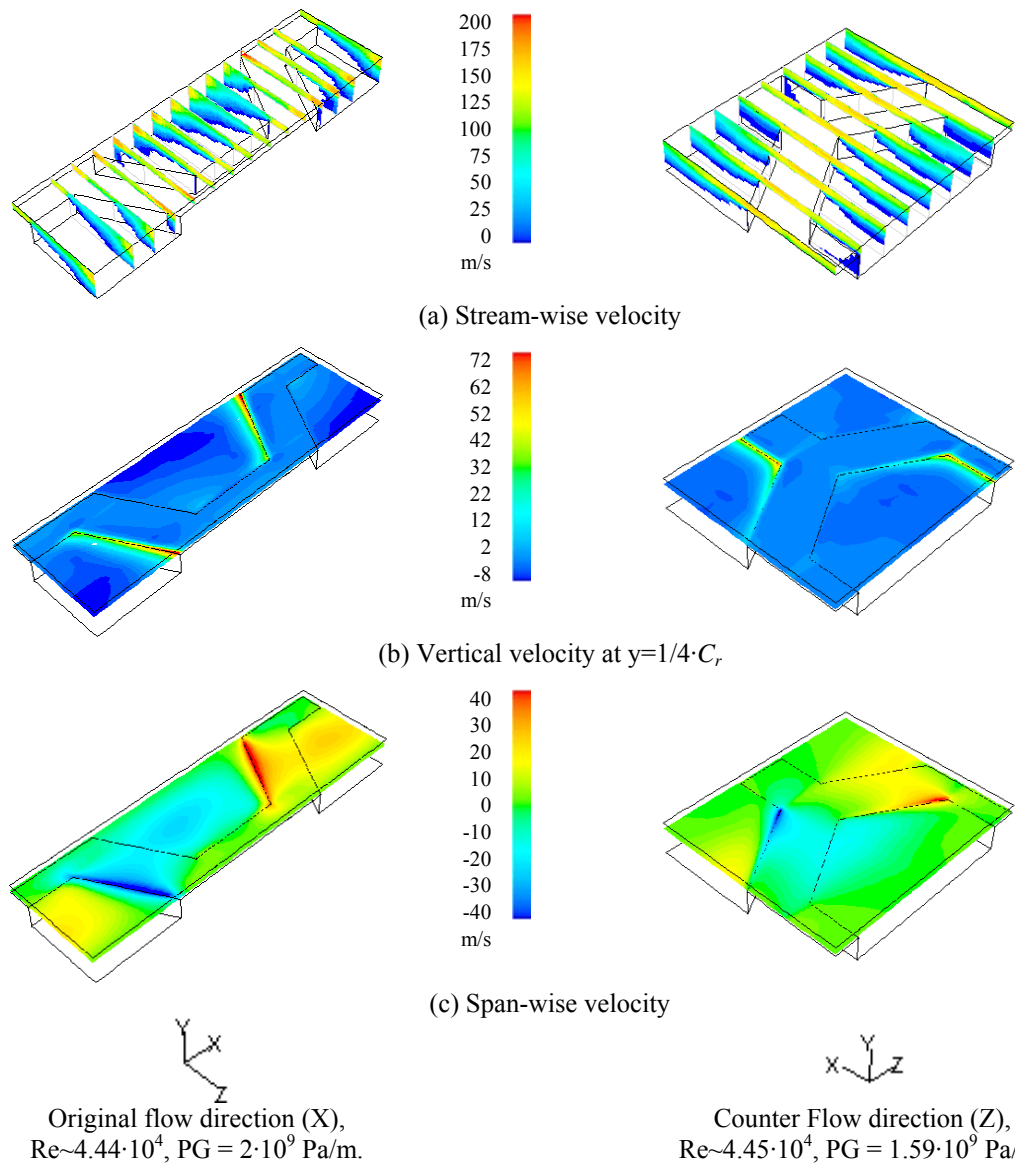 200
175
150
125
100
75
50
25
0
m/s
(a) Stream-wise velocity
72
62
52
42
32
22
12
2
-8
m/s
(b) Vertical velocity at y=1/4·Cᵣ
40
30
20
10
0
-10
-20
-30
-40
m/s
(c) Span-wise velocity
Y
X
Z
Original flow direction (X),
Re~4.44·10⁴, PG = 2·10⁹ Pa/m.
Y
X Z
Counter Flow direction (Z),
Re~4.45·10⁴, PG = 1.59·10⁹ Pa/